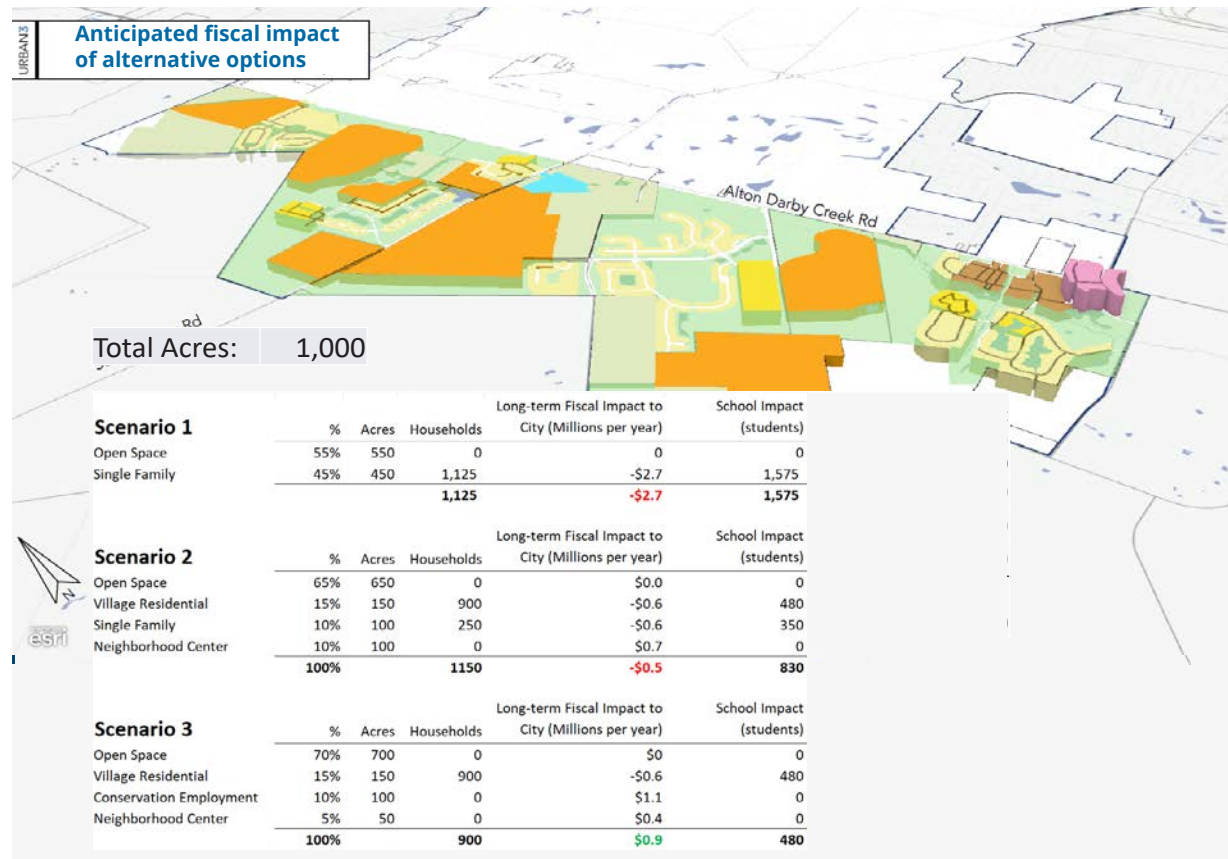 URBAN3
Anticipated fiscal impact
of alternative options
Alton Darby Creek Rd
Rd
Total Acres: 1,000
Long-term Fiscal Impact to School Impact
Scenario 1 % Acres Households City (Millions per year) (students)
Open Space 55% 550 0 0 0
Single Family 45% 450 1,125 -$2.7 1,575
1,125 -$2.7 1,575
Long-term Fiscal Impact to School Impact
Scenario 2 % Acres Households City (Millions per year) (students)
Open Space 65% 650 0 $0.0 0
Village Residential 15% 150 900 -$0.6 480
Single Family 10% 100 250 -$0.6 350
Neighborhood Center 10% 100 0 $0.7 0
100% 1150 -$0.5 830
Long-term Fiscal Impact to School Impact
Scenario 3 % Acres Households City (Millions per year) (students)
Open Space 70% 700 0 $0 0
Village Residential 15% 150 900 -$0.6 480
Conservation Employment 10% 100 0 $1.1 0
Neighborhood Center 5% 50 0 $0.4 0
100% 900 $0.9 480
N
esri